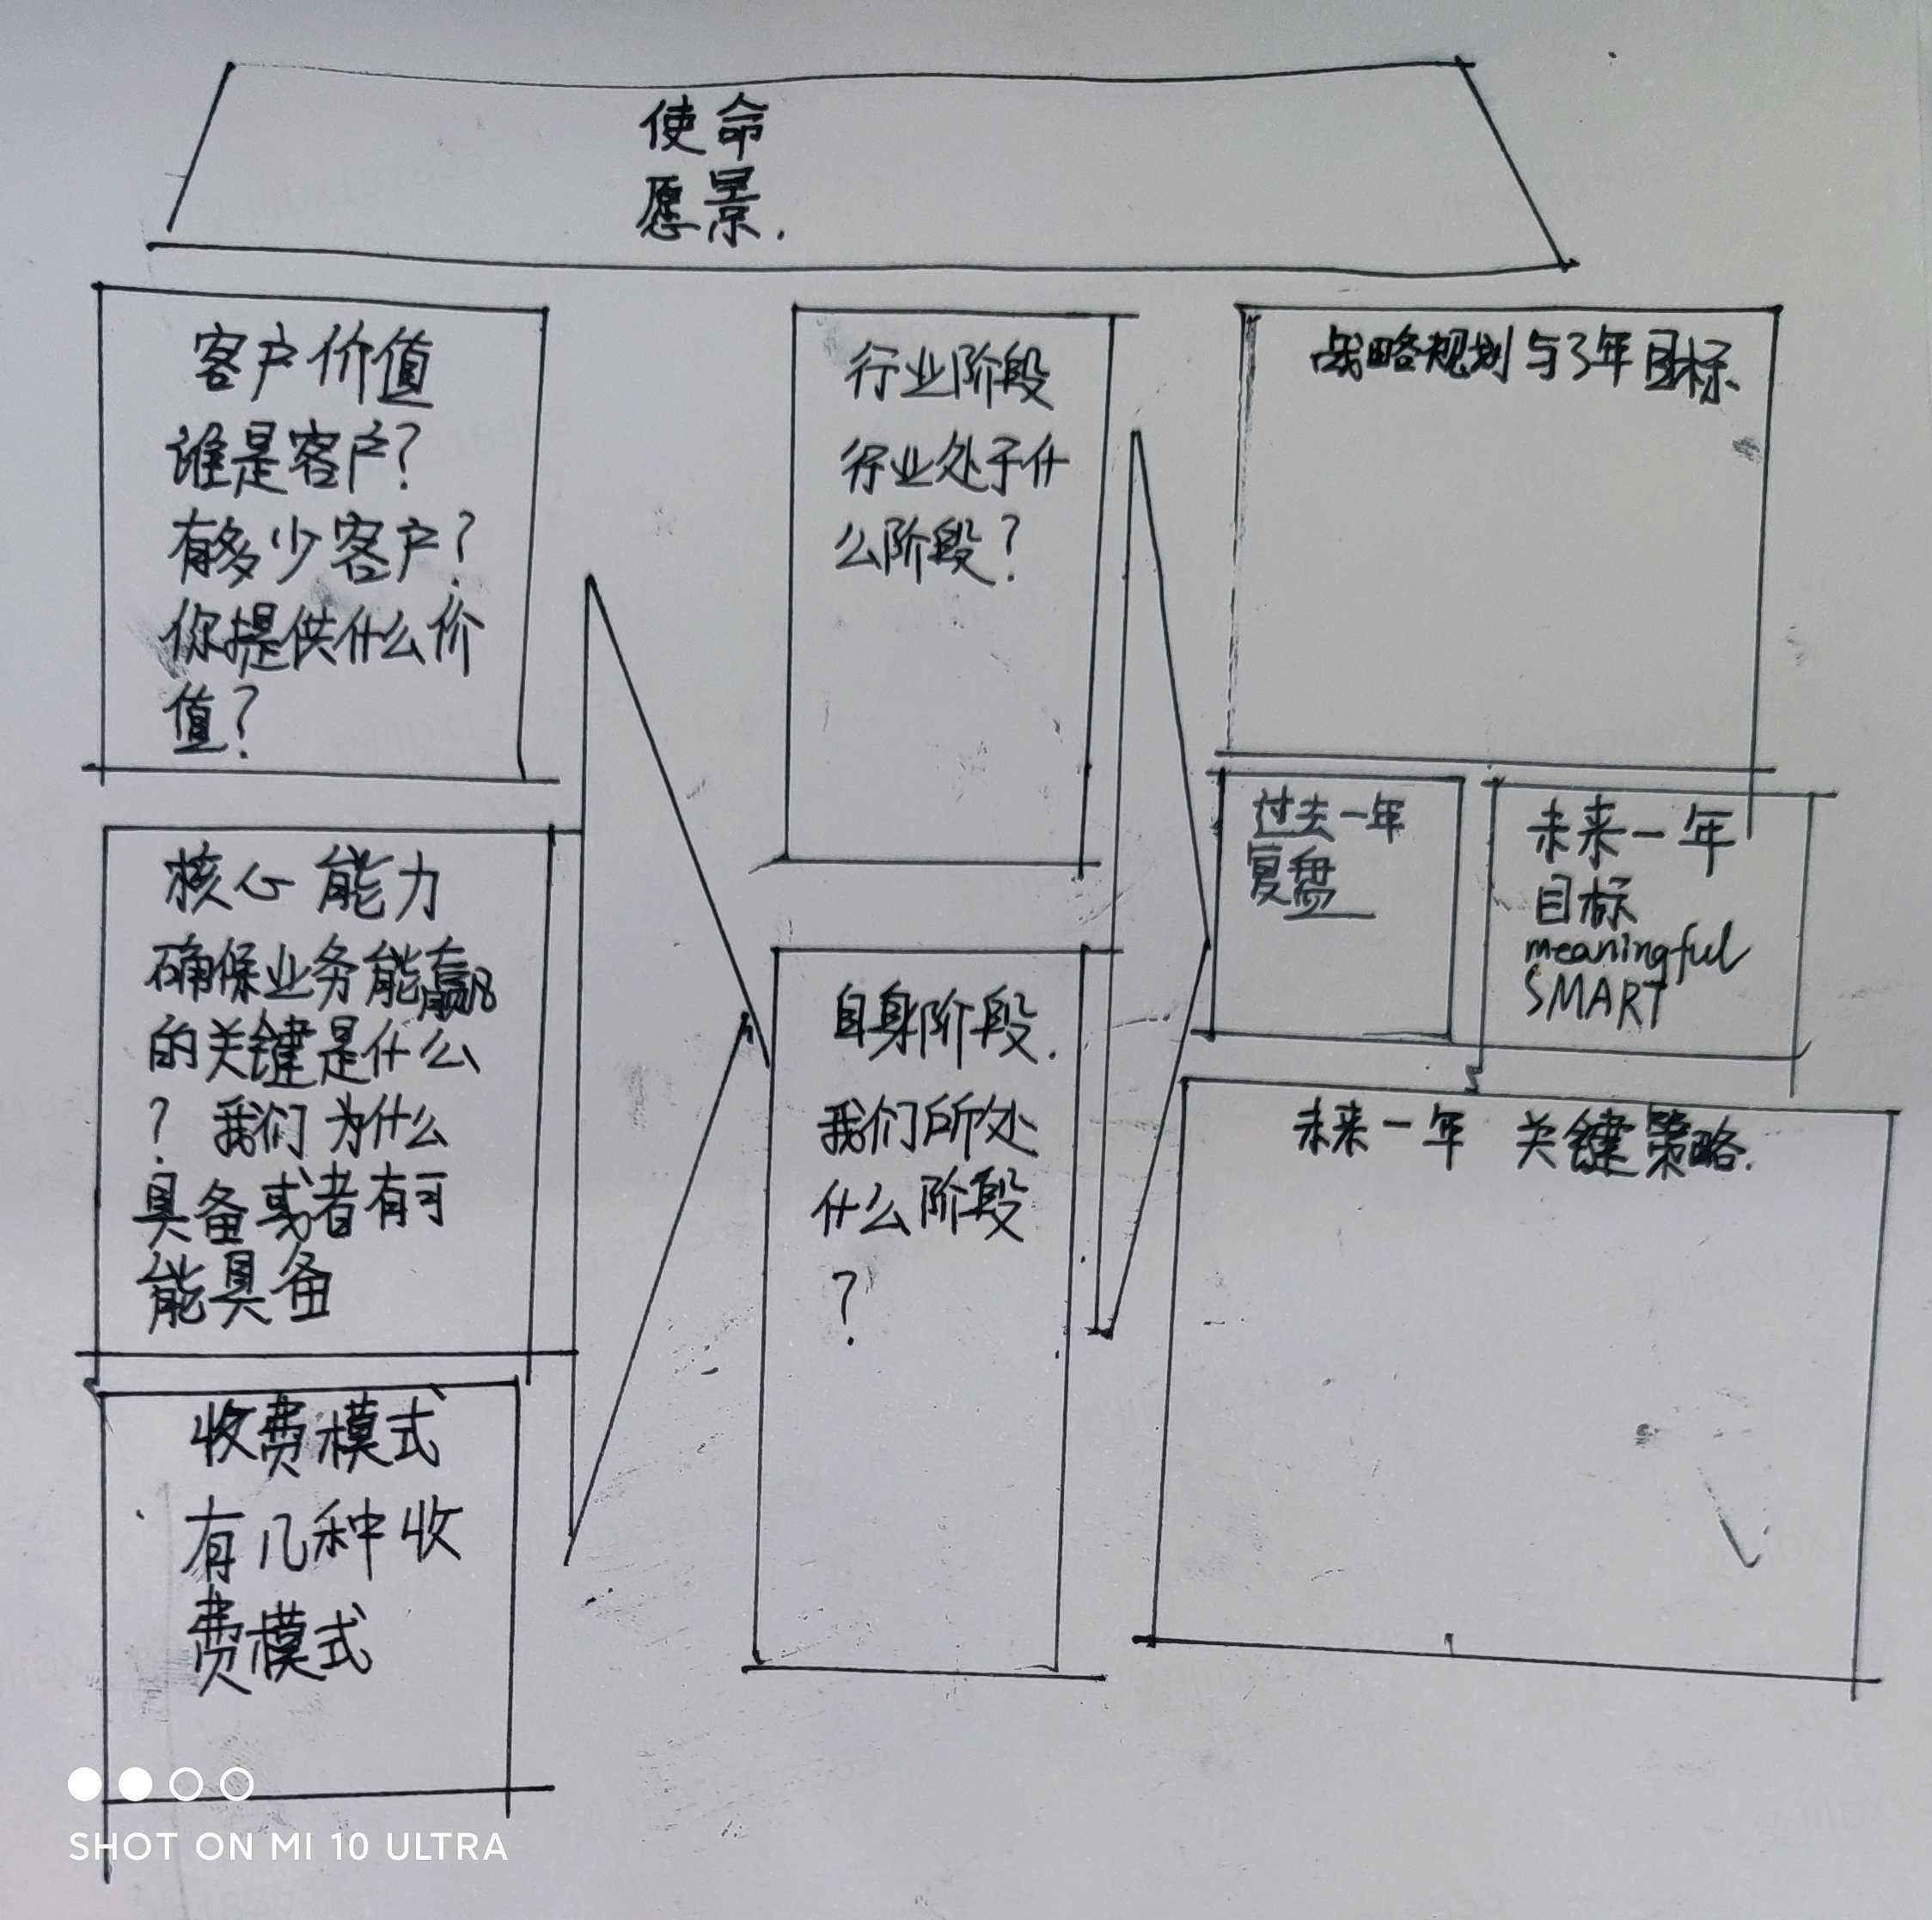 使命
愿景.
客户价值
谁是客户?
有多少客户?
你提供什么价
值?
核心能力
确保业务能赢
的关键是什么
? 我们为什么
具备或者有可
能具备
收费模式
有几种收
费模式
行业阶段
行业处于什
么阶段?
自身阶段.
我们所处
什么阶段
?
战略规划与3年目标
过去一年
复盘
未来一年
目标
meaningful
SMART
未来一年 关键策略.
SHOT ON MI 10 ULTRA